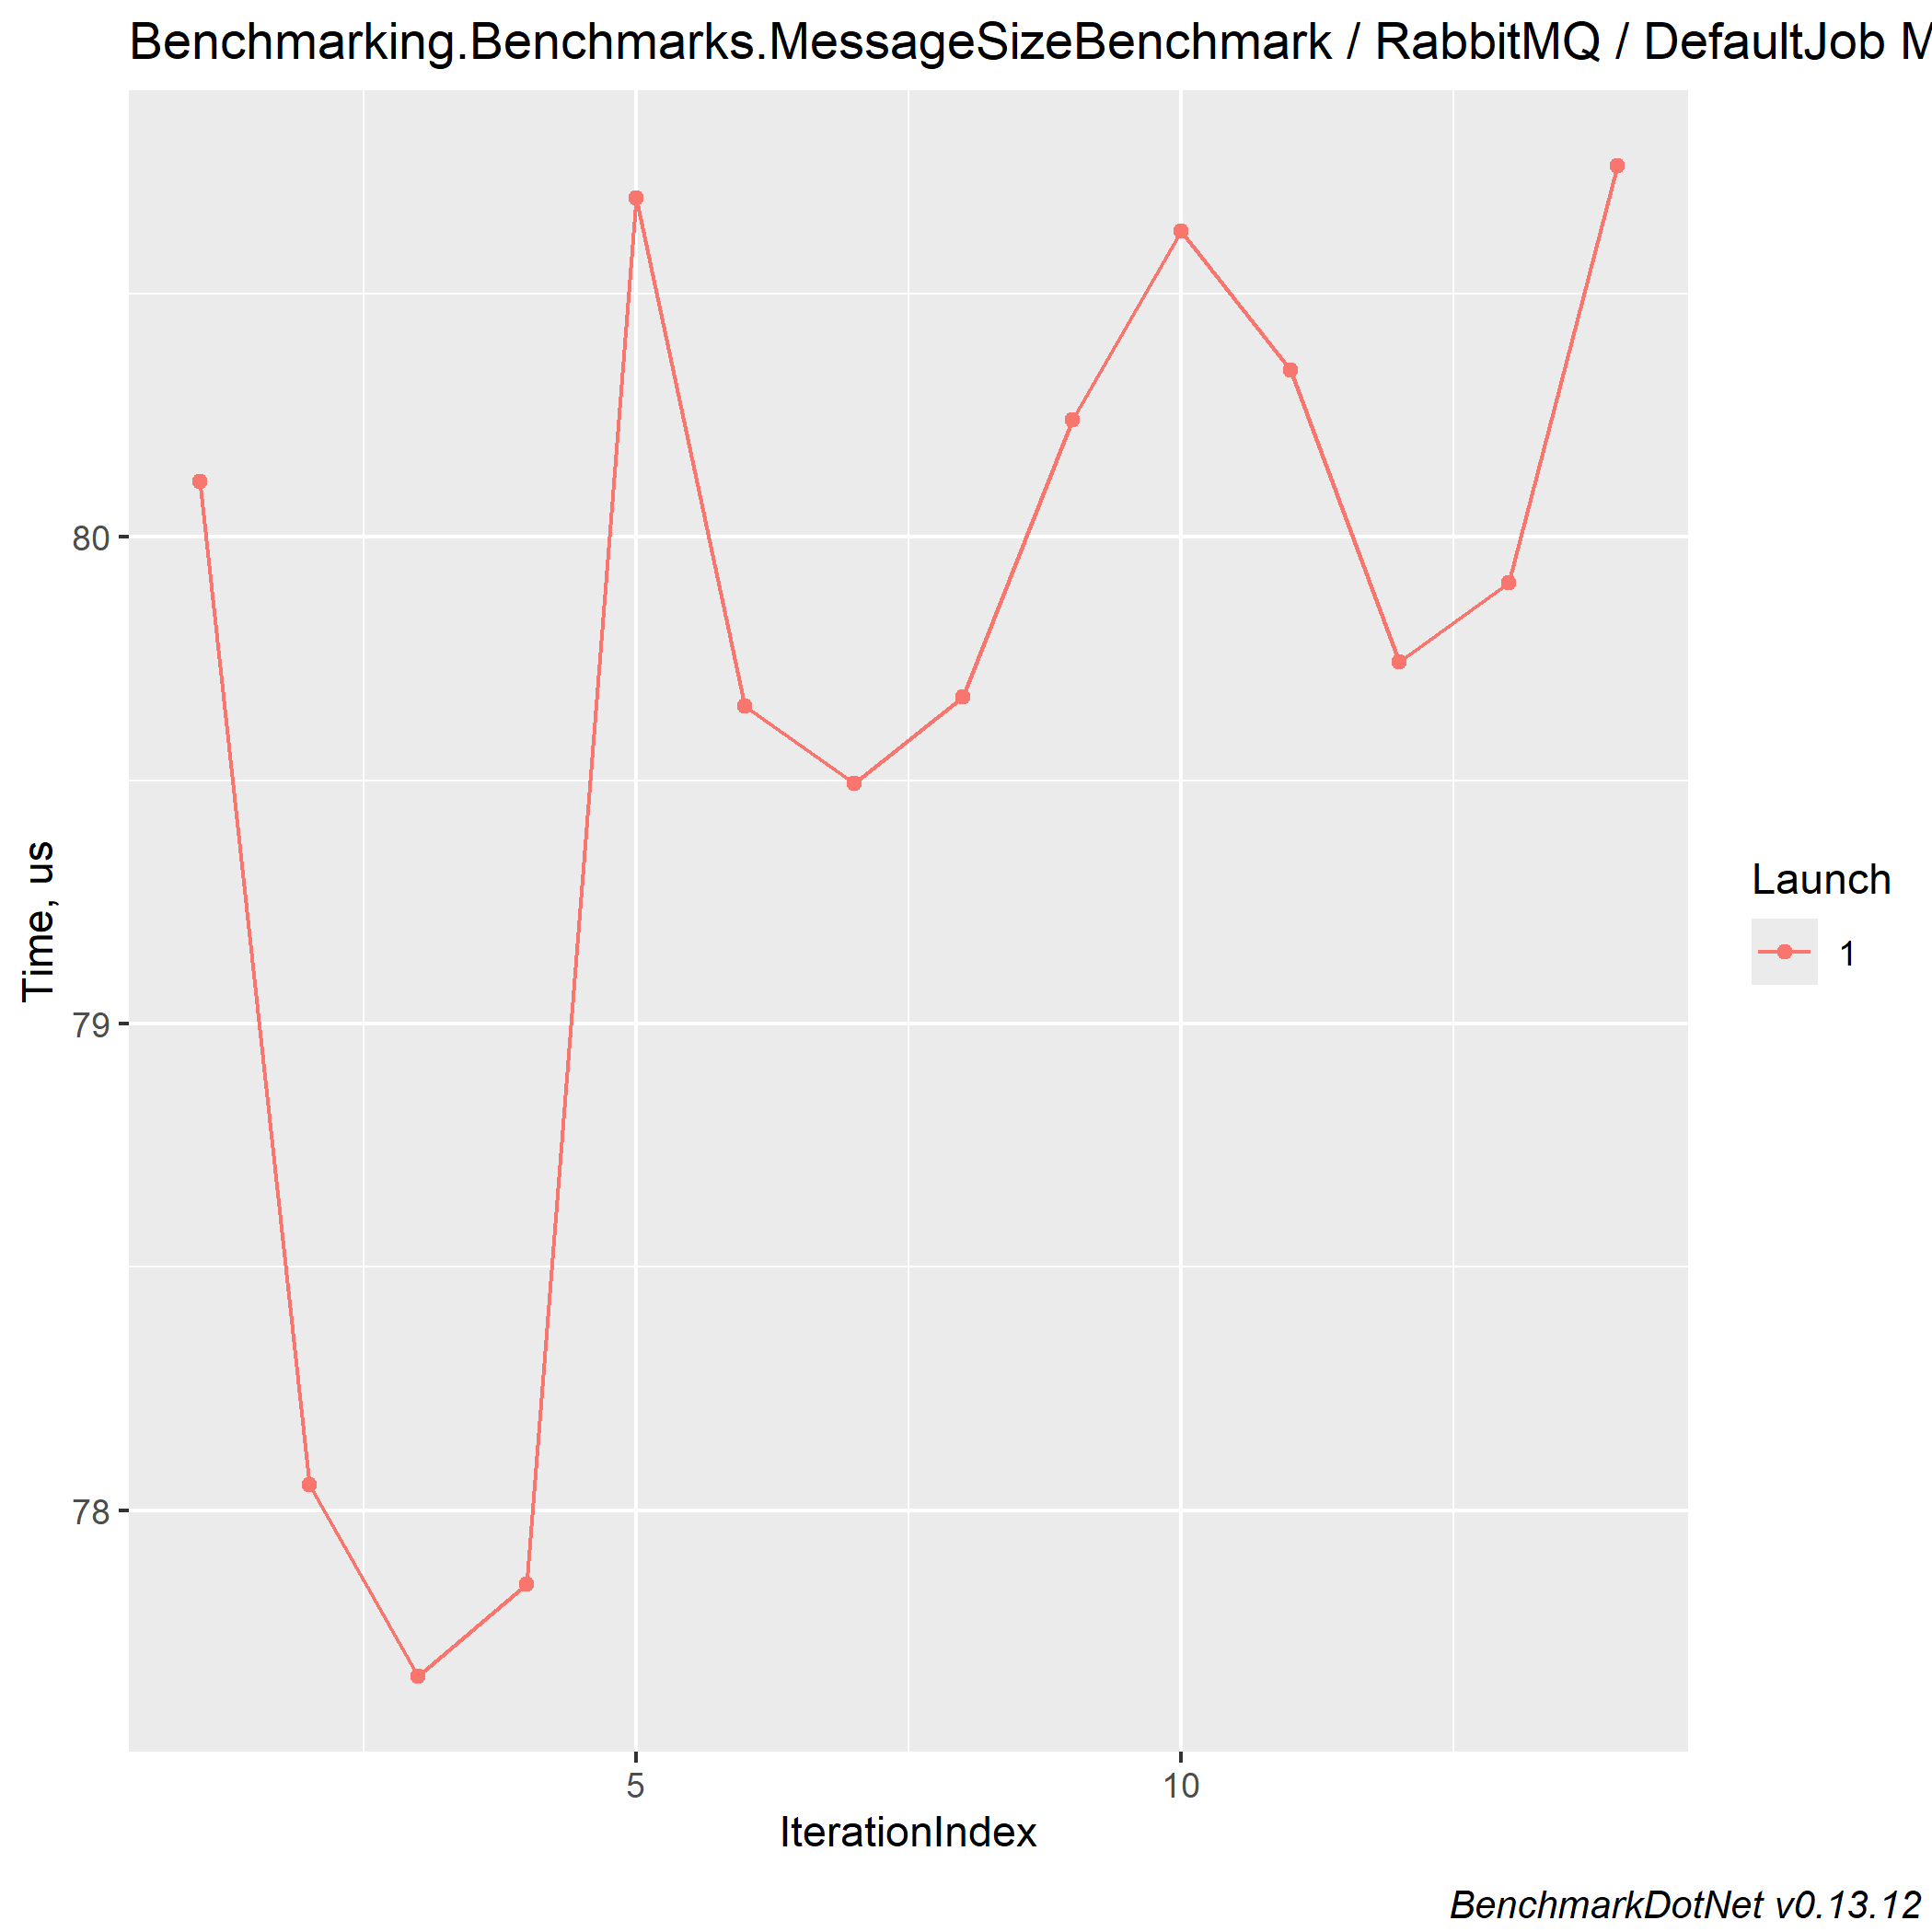 Benchmarking.Benchmarks.MessageSizeBenchmark / RabbitMQ / DefaultJob M
80
79
78
Time, us
5
10
IterationIndex
Launch
1
BenchmarkDotNet v0.13.12